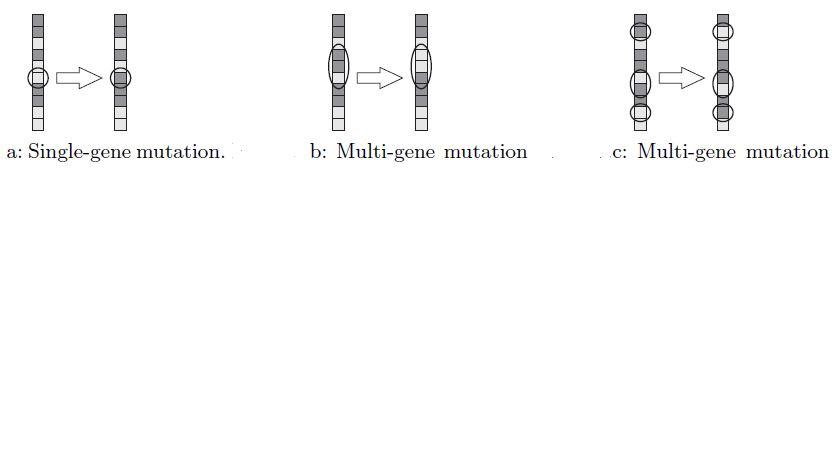 a: Single-gene mutation.
b: Multi-gene mutation
c: Multi-gene mutation